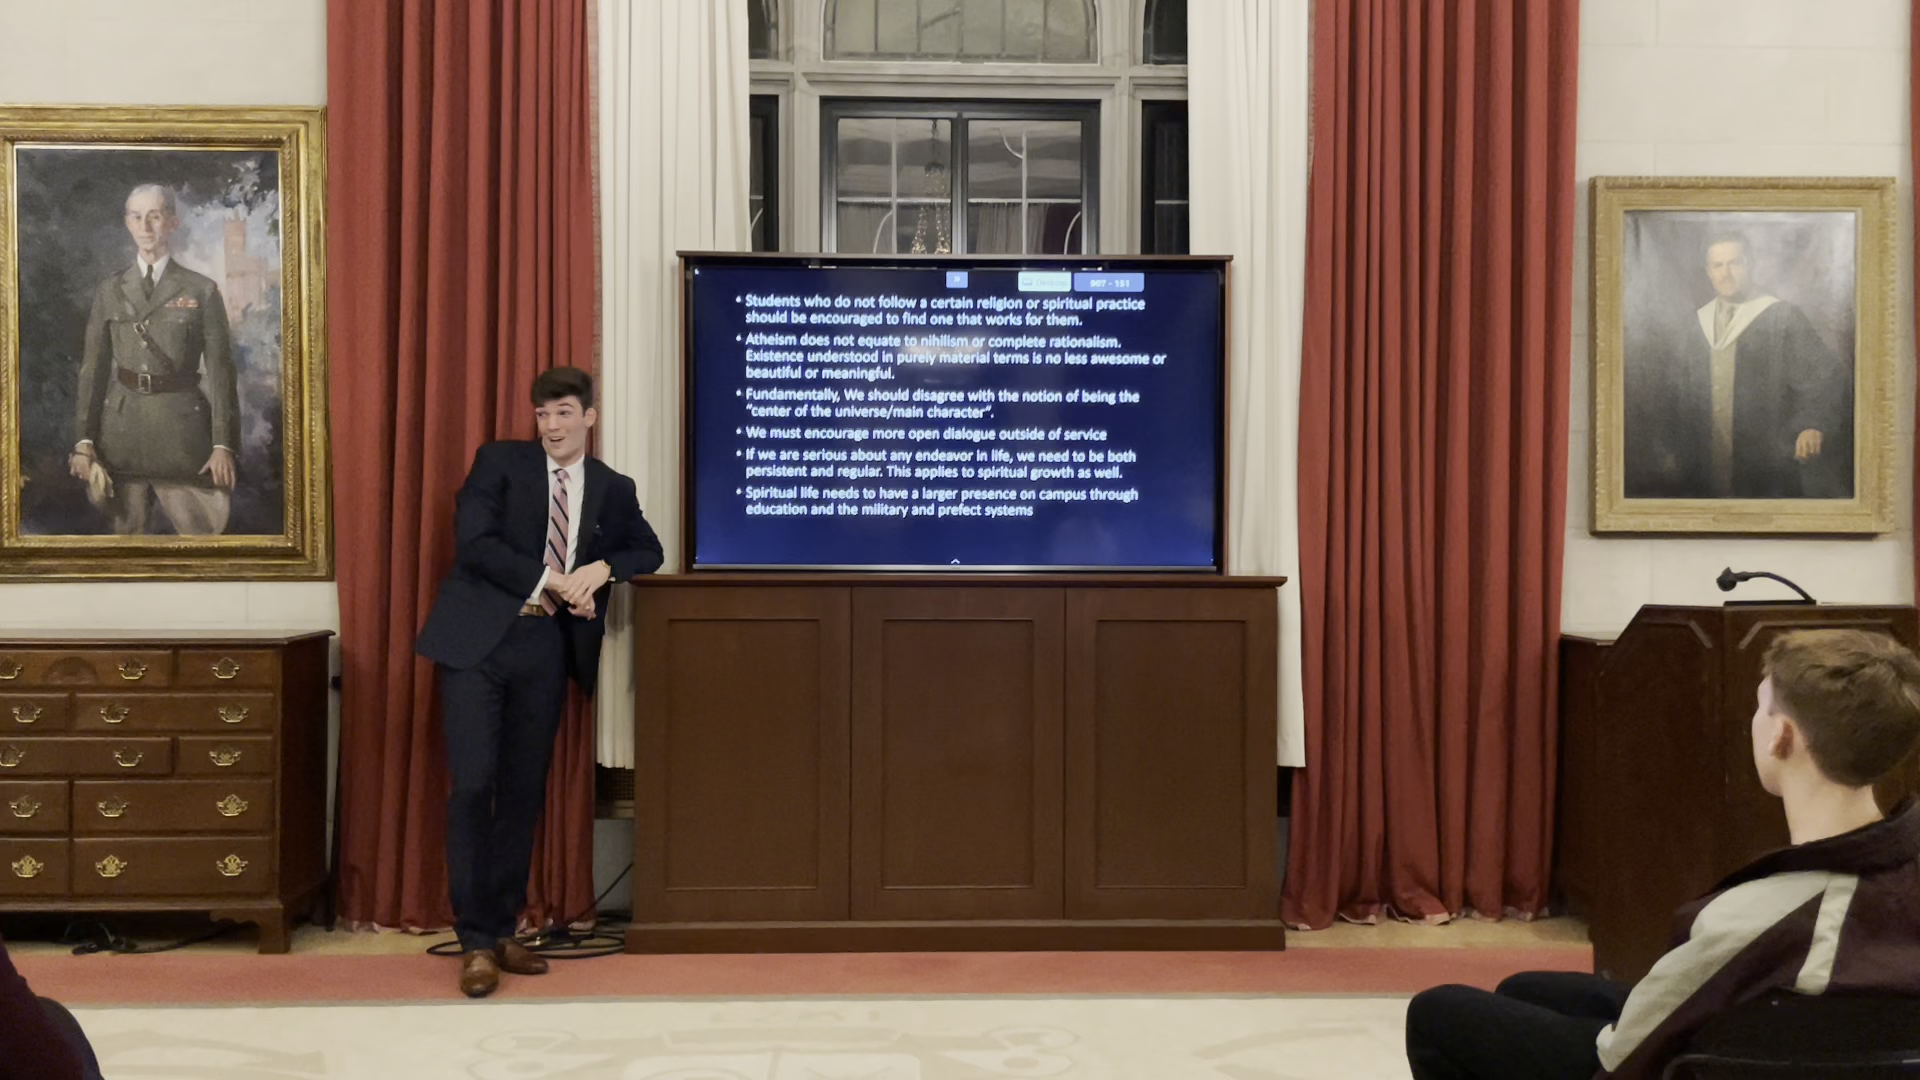 907 - 151
• Students who do not follow a certain religion or spiritual practice
should be encouraged to find one that works for them.
• Atheism does not equate to nihilism or complete rationalism.
Existence understood in purely material terms is no less awesome or
beautiful or meaningful.
• Fundamentally, We should disagree with the notion of being the
“center of the universe/main character”.
• We must encourage more open dialogue outside of service
• If we are serious about any endeavor in life, we need to be both
persistent and regular. This applies to spiritual growth as well.
• Spiritual life needs to have a larger presence on campus through
education and the military and prefect systems